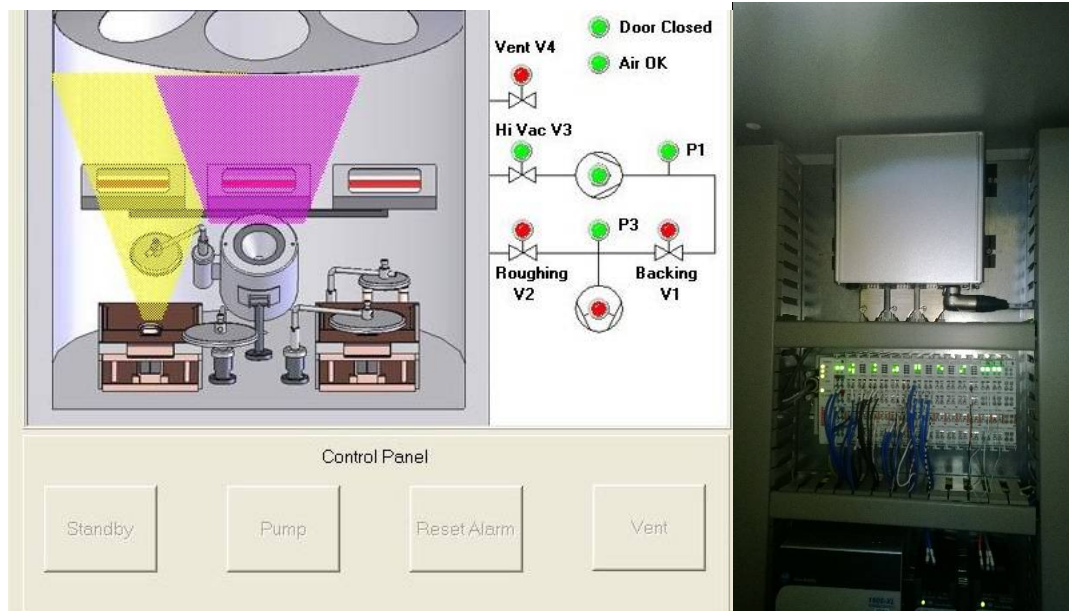 Door Closed
Vent V4
Air OK
Hi Vac V3
P1
P3
Roughing
V2
Backing
V1
Control Panel
Standby
Pump
Reset Alarm
Vent